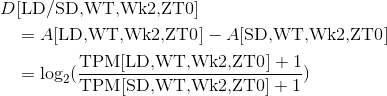 D[LD/SD,WT,Wk2,ZT0]
= A[LD,WT,Wk2,ZT0] − A[SD,WT,Wk2,ZT0]
= log₂(TPM[LD,WT,Wk2,ZT0] + 1
TPM[SD,WT,Wk2,ZT0] + 1)